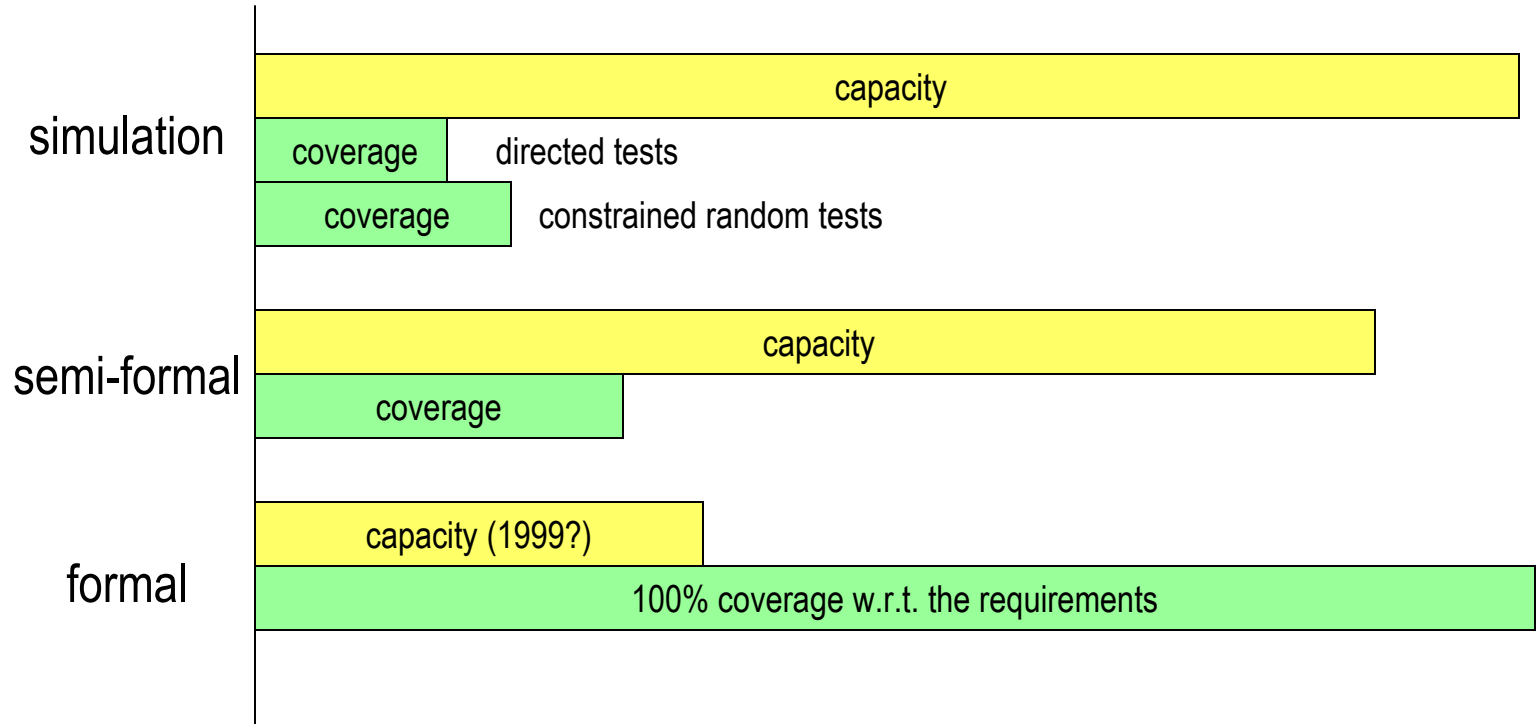 capacity
simulation
coverage directed tests
coverage constrained random tests
capacity
semi-formal
coverage
capacity (1999?)
formal
100% coverage w.r.t. the requirements